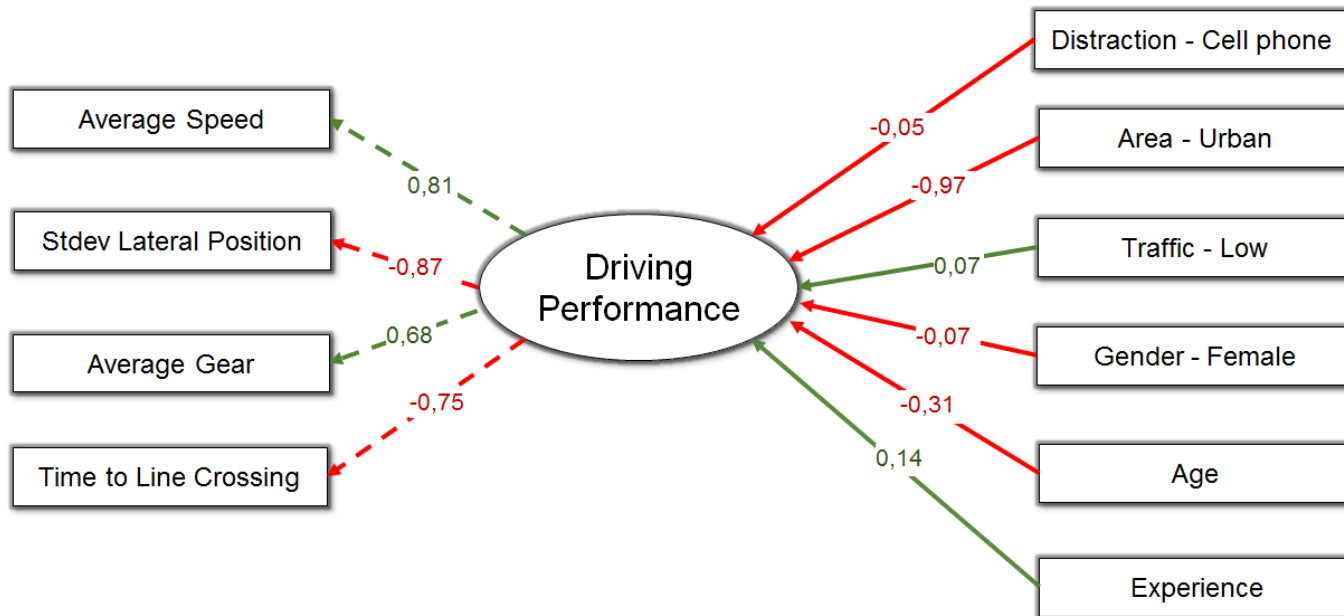 Average Speed
Stdev Lateral Position
Average Gear
Time to Line Crossing
0,81
-0,87
0,68
-0,75
Driving
Performance
-0,05
-0,97
0,07
-0,07
-0,31
0,14
Distraction - Cell phone
Area - Urban
Traffic - Low
Gender - Female
Age
Experience